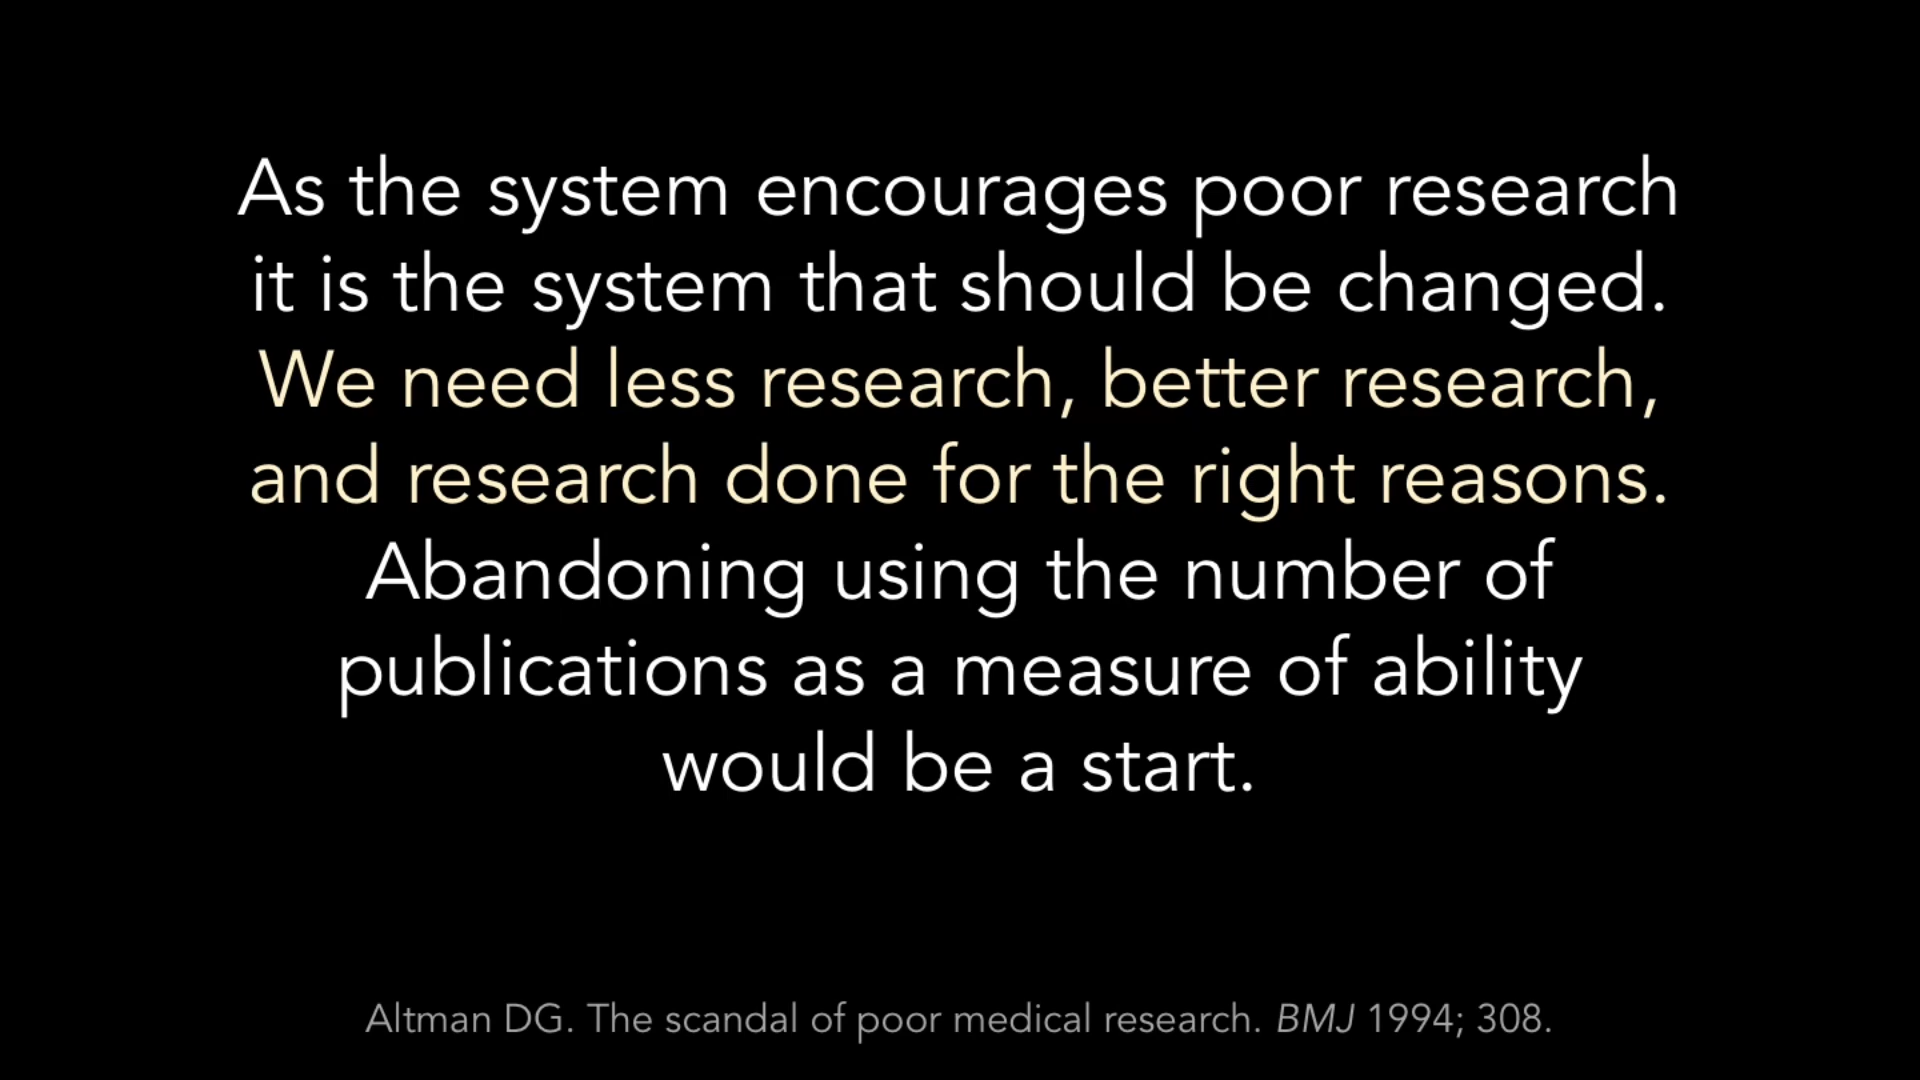 As the system encourages poor research
it is the system that should be changed.
We need less research, better research,
and research done for the right reasons.
Abandoning using the number of
publications as a measure of ability
would be a start.
Altman DG. The scandal of poor medical research. BMJ 1994; 308.